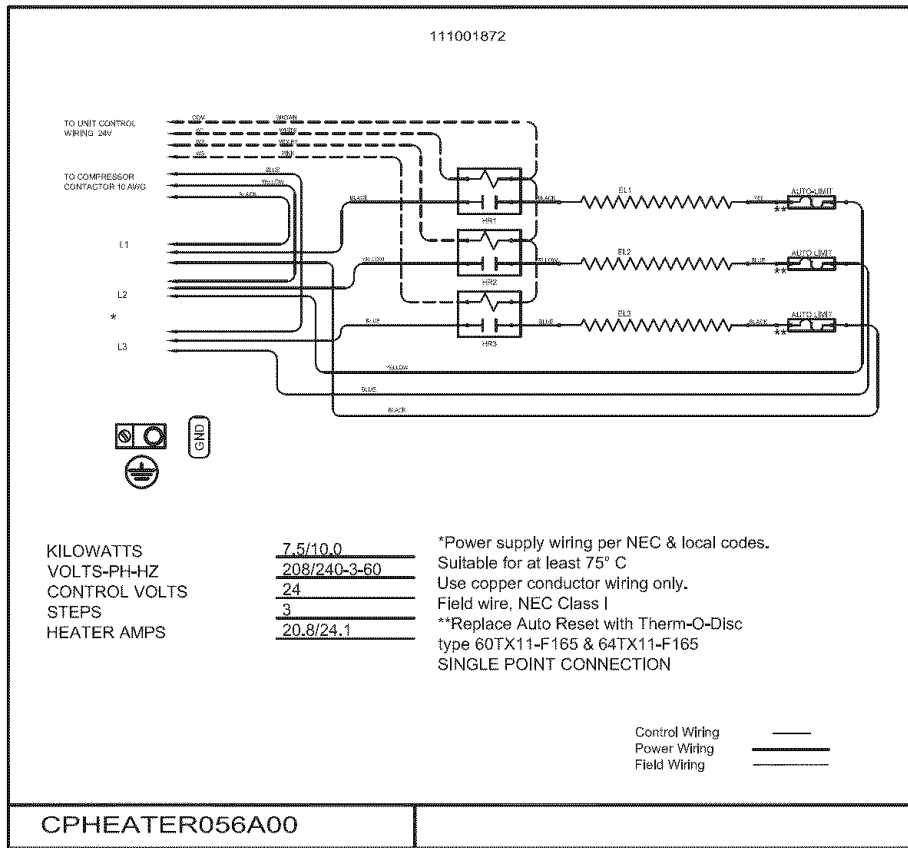 111001872
TO UNIT CONTROL
WIRING 24V
COM
BROWN
W1
WHITE
W2
W3
PINK
TO COMPRESSOR
CONTACTOR 10 AWG
BLUE
YELLOW
BLACK
L1
L2
*
L3
BLACK
HR1
BLACK
EL1
YEL
AUTO-LIMIT
**
YELLOW
HR2
YELLOW
EL2
BLUE
AUTO LIMIT
**
BLUE
HR3
BLUE
EL3
BLACK
AUTO LIMIT
**
YELLOW
BLUE
BLACK
GND
KILOWATTS 7.5/10.0
VOLTS-PH-HZ 208/240-3-60
CONTROL VOLTS 24
STEPS 3
HEATER AMPS 20.8/24.1
*Power supply wiring per NEC & local codes.
Suitable for at least 75° C
Use copper conductor wiring only.
Field wire, NEC Class I
**Replace Auto Reset with Therm-O-Disc
type 60TX11-F165 & 64TX11-F165
SINGLE POINT CONNECTION
Control Wiring
Power Wiring
Field Wiring
CPHEATER056A00